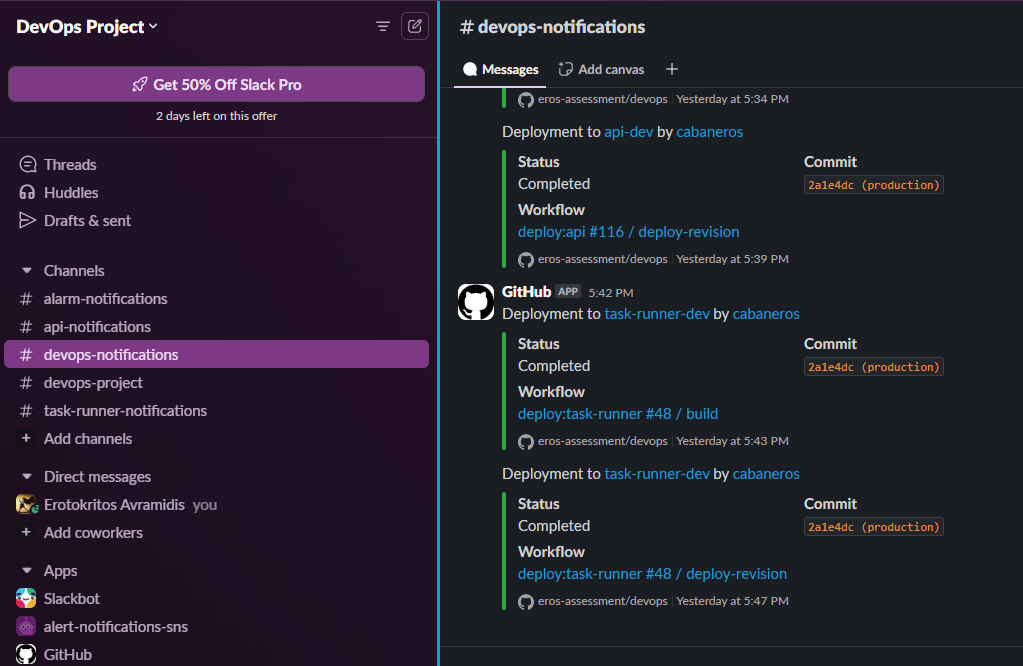 DevOps Project
Get 50% Off Slack Pro
2 days left on this offer
Threads
Huddles
Drafts & sent
Channels
# alarm-notifications
# api-notifications
# devops-notifications
# devops-project
# task-runner-notifications
+ Add channels
Direct messages
Erotokritos Avramidis you
+ Add coworkers
Apps
Slackbot
alert-notifications-sns
GitHub
# devops-notifications
Messages Add canvas +
eros-assessment/devops | Yesterday at 5:34 PM
Deployment to api-dev by cabaneros
Status Commit
Completed 2a1e4dc (production)
Workflow
deploy:api #116 / deploy-revision
eros-assessment/devops | Yesterday at 5:39 PM
GitHub APP 5:42 PM
Deployment to task-runner-dev by cabaneros
Status Commit
Completed 2a1e4dc (production)
Workflow
deploy:task-runner #48 / build
eros-assessment/devops | Yesterday at 5:43 PM
Deployment to task-runner-dev by cabaneros
Status Commit
Completed 2a1e4dc (production)
Workflow
deploy:task-runner #48 / deploy-revision
eros-assessment/devops | Yesterday at 5:47 PM